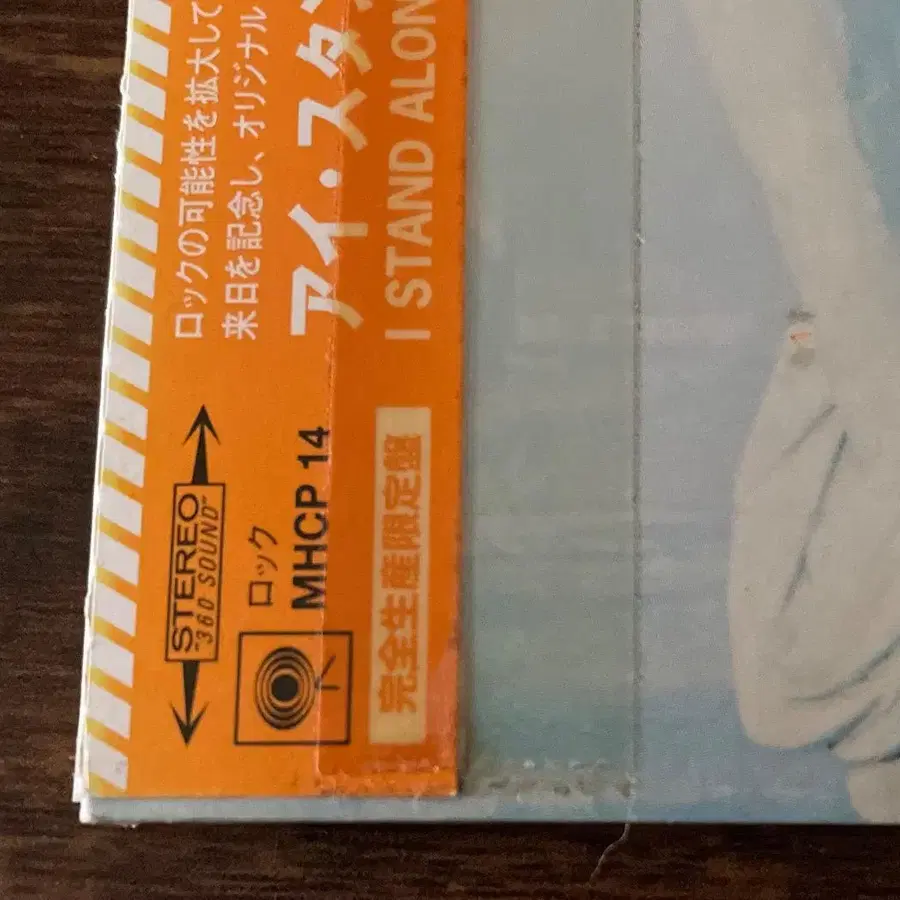 ロックの可能性を拡大して
来日を記念し、オリジナル
アイ・スタ
I STAND ALON
STEREO
"360 SOUND"
ロック
MHCP 14
完全生産限定盤